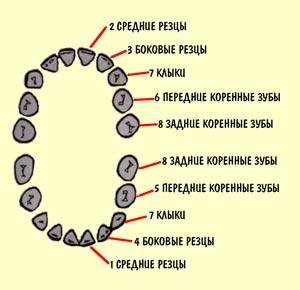 2 СРЕДНИЕ РЕЗЦЫ
3 БОКОВЫЕ РЕЗЦЫ
7 КЛЫКИ
6 ПЕРЕДНИЕ КОРЕННЫЕ ЗУБЫ
8 ЗАДНИЕ КОРЕННЫЕ ЗУБЫ
8 ЗАДНИЕ КОРЕННЫЕ ЗУБЫ
5 ПЕРЕДНИЕ КОРЕННЫЕ ЗУБЫ
7 КЛЫКИ
4 БОКОВЫЕ РЕЗЦЫ
1 СРЕДНИЕ РЕЗЦЫ